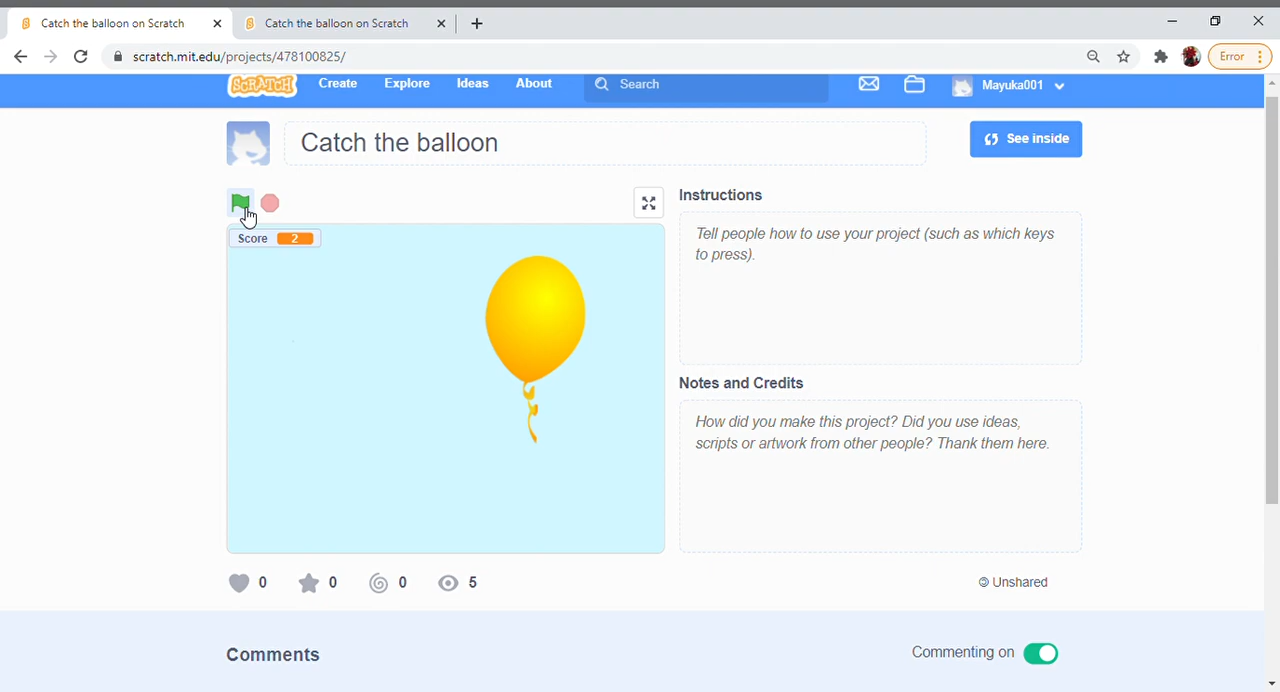 Catch the balloon on Scratch
Catch the balloon on Scratch
scratch.mit.edu/projects/478100825/
Error
SCRATCH
Create
Explore
Ideas
About
Search
Mayuka001
Catch the balloon
See inside
Score 2
Instructions
Tell people how to use your project (such as which keys
to press).
Notes and Credits
How did you make this project? Did you use ideas,
scripts or artwork from other people? Thank them here.
0
0
0
5
Unshared
Comments
Commenting on